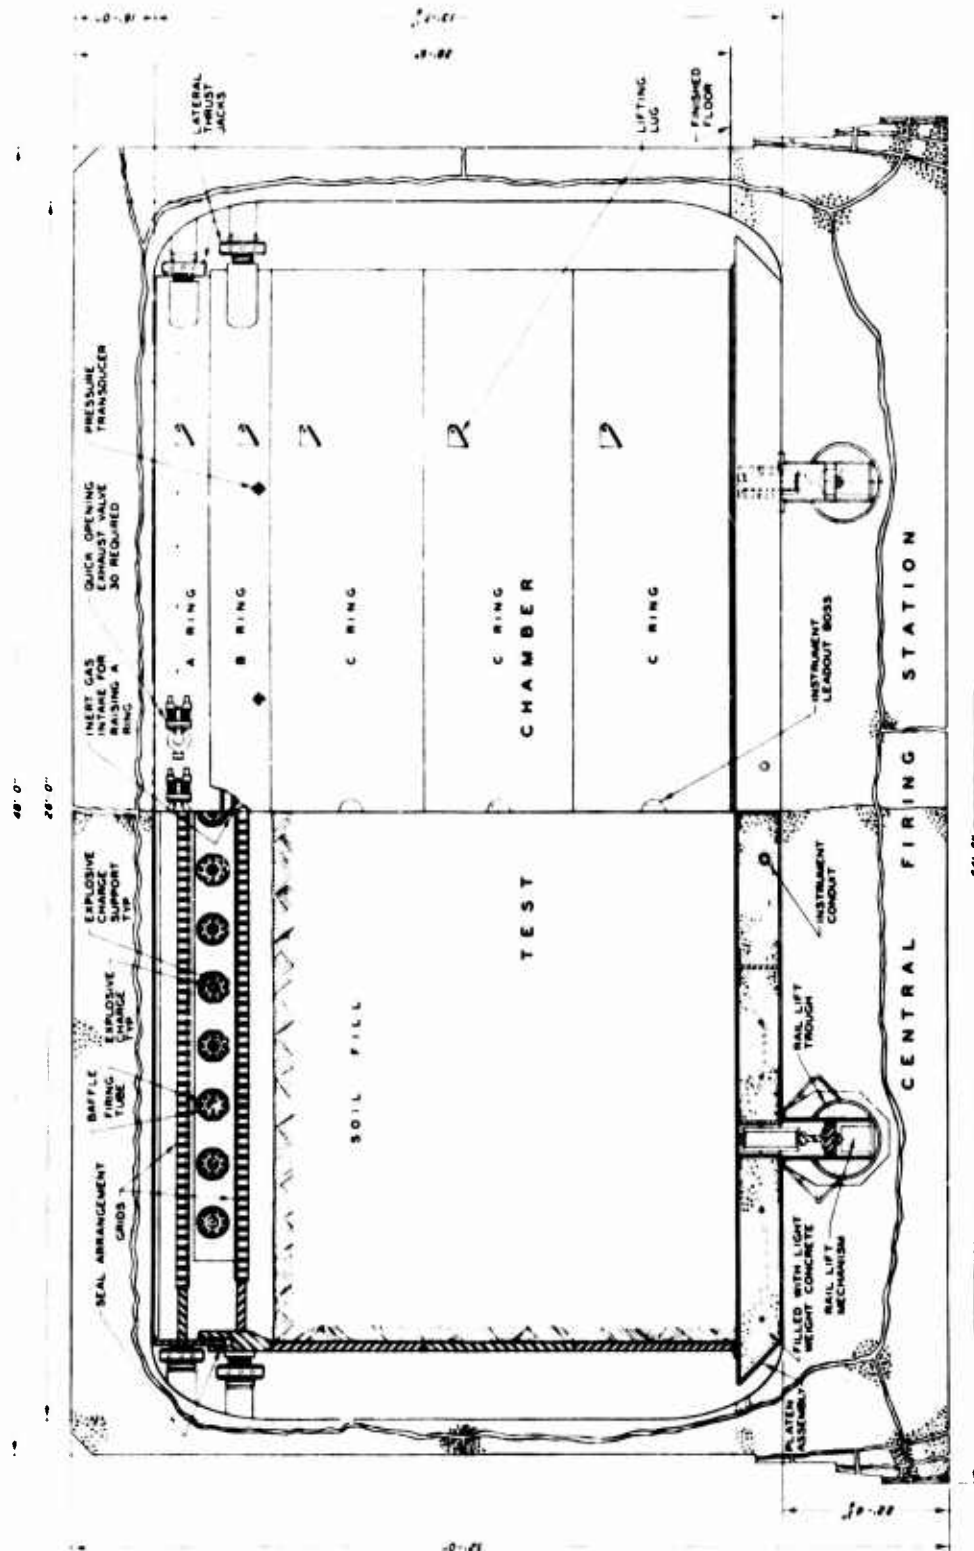 LATERAL
THRUST
JACKS
LIFTING
LUG
FINISHED
FLOOR
PRESSURE
TRANSDUCER
QUICK OPENING
EXHAUST VALVE
30 REQUIRED
INERT GAS
INTAKE FOR
RAISING A
RING
EXPLOSIVE
CHARGE
SUPPORT
TYP
EXPLOSIVE
CHARGE
TYP
BAFFLE
FIRING
TUBE
SEAL ARRANGEMENT
GRIDS
A RING
B RING
C RING
C RING
C RING
SOIL FILL
TEST CHAMBER
INSTRUMENT
LEADOUT BOSS
INSTRUMENT
CONDUIT
RAIL LIFT
TROUGH
FILLED WITH LIGHT
WEIGHT CONCRETE
RAIL LIFT
MECHANISM
PLATEN
ASSEMBLY
CENTRAL FIRING STATION
16'-0"